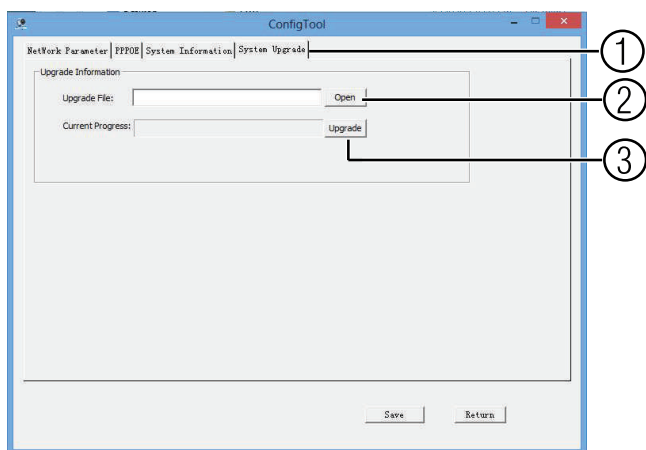 ConfigTool
NetWork Parameter PPPOE System Information System Upgrade
1
Upgrade Information
Upgrade File: Open
2
Current Progress: Upgrade
3
Save Return